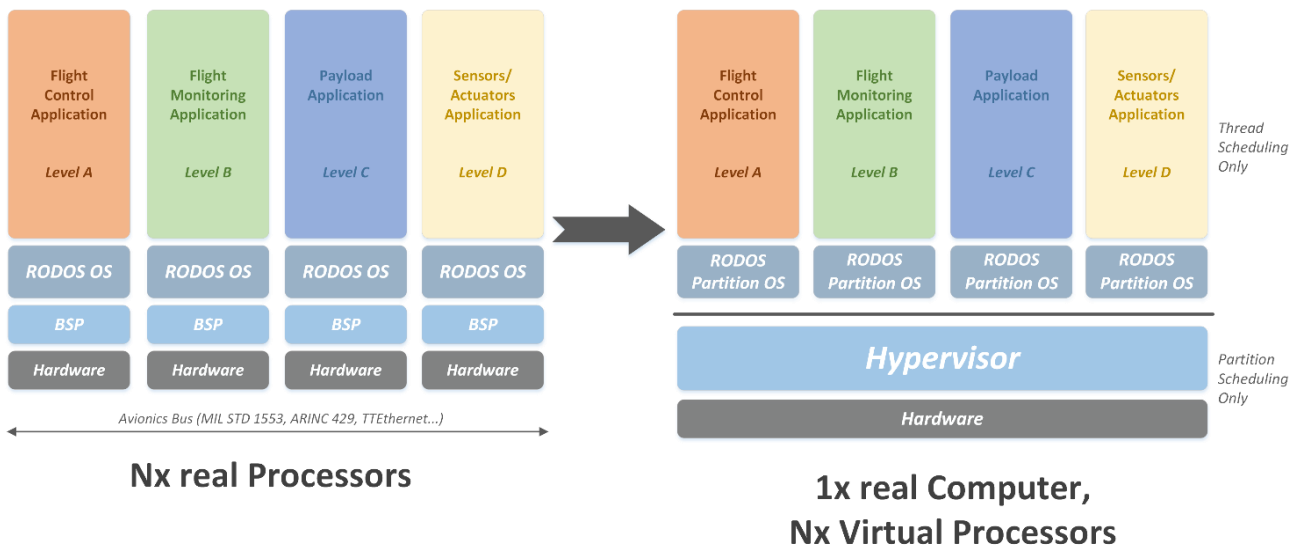 Flight
Control
Application
Level A
Flight
Monitoring
Application
Level B
Payload
Application
Level C
Sensors/
Actuators
Application
Level D
RODOS OS
RODOS OS
RODOS OS
RODOS OS
BSP
BSP
BSP
BSP
Hardware
Hardware
Hardware
Hardware
Avionics Bus (MIL STD 1553, ARINC 429, TTEthernet...)
Nx real Processors
Flight
Control
Application
Level A
Flight
Monitoring
Application
Level B
Payload
Application
Level C
Sensors/
Actuators
Application
Level D
Thread
Scheduling
Only
RODOS
Partition OS
RODOS
Partition OS
RODOS
Partition OS
RODOS
Partition OS
Hypervisor
Partition
Scheduling
Only
Hardware
1x real Computer,
Nx Virtual Processors